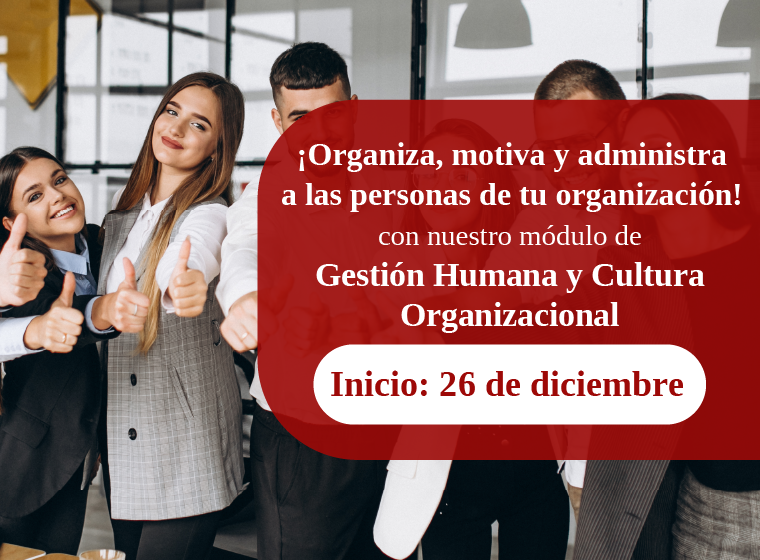 ¡Organiza, motiva y administra
a las personas de tu organización!
con nuestro módulo de
Gestión Humana y Cultura
Organizacional
Inicio: 26 de diciembre